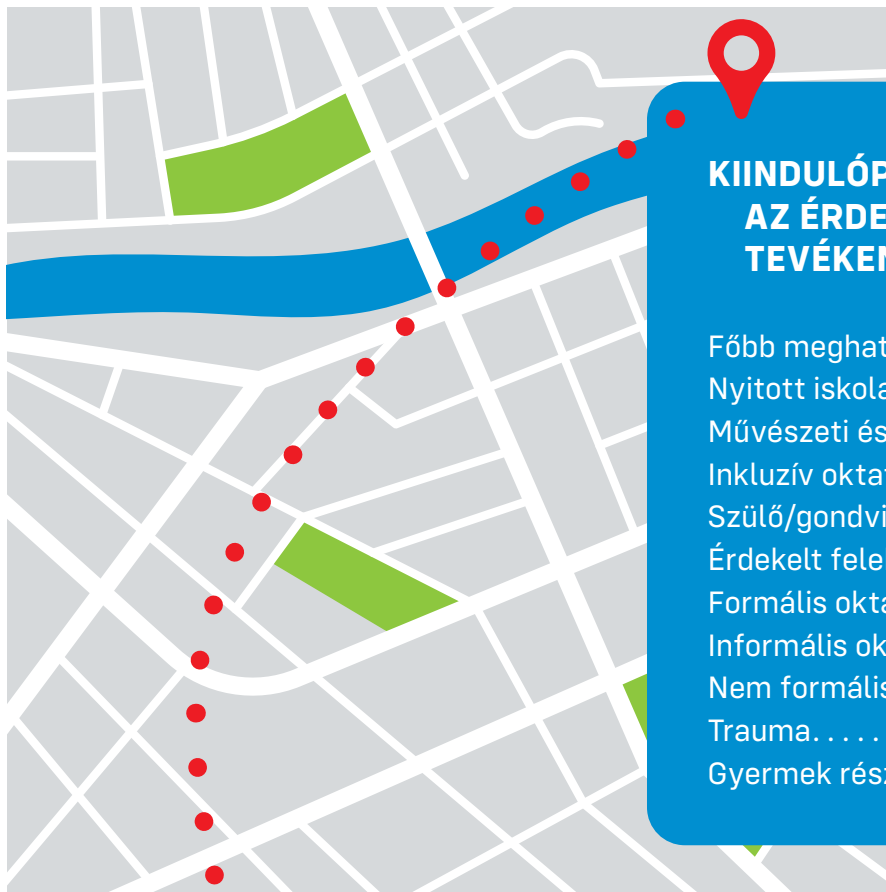 KIINDULÓP
AZ ÉRDE
TEVÉKEN
Főbb meghat
Nyitott iskola
Művészeti és
Inkluzív oktat
Szülő/gondvi
Érdekelt fele
Formális okta
Informális ok
Nem formális
Trauma. . . . .
Gyermek rész